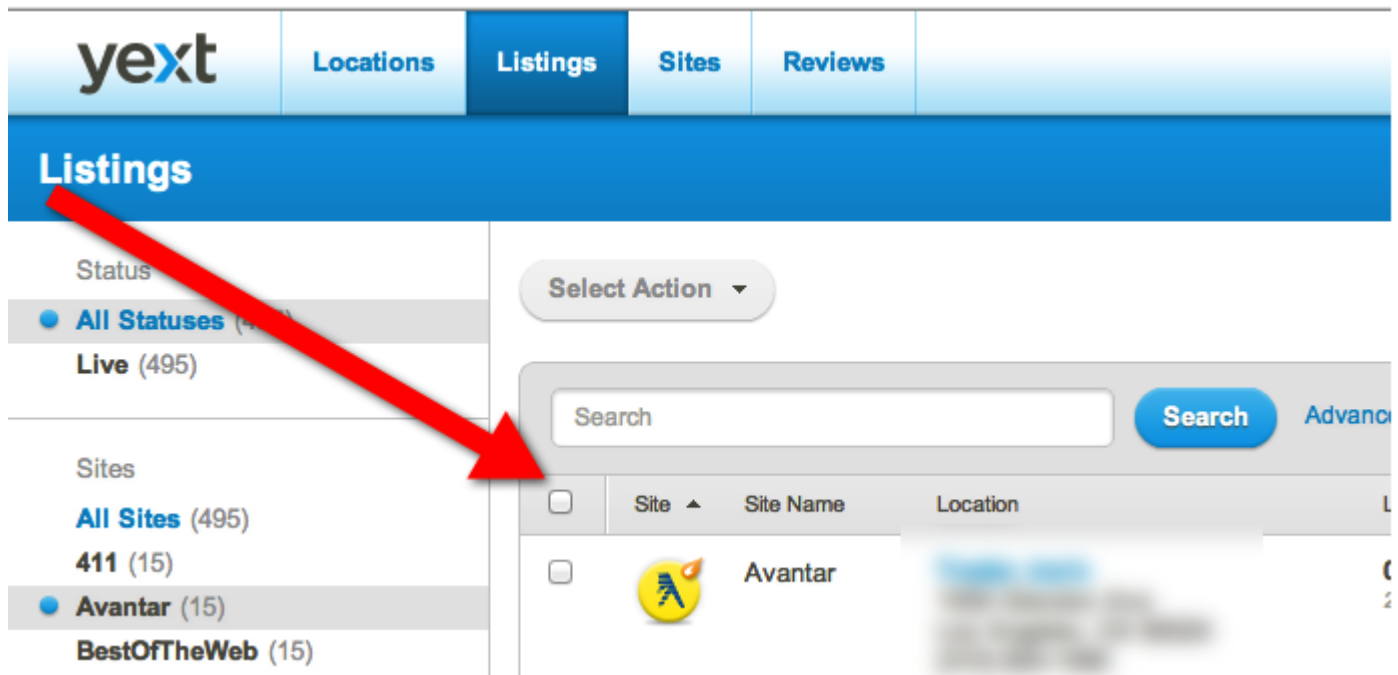 yext
Locations
Listings
Sites
Reviews
Listings
Status
All Statuses
Live (495)
Sites
All Sites (495)
411 (15)
Avantar (15)
BestOfTheWeb (15)
Select Action
Search
Search
Site
Site Name
Location
Avantar